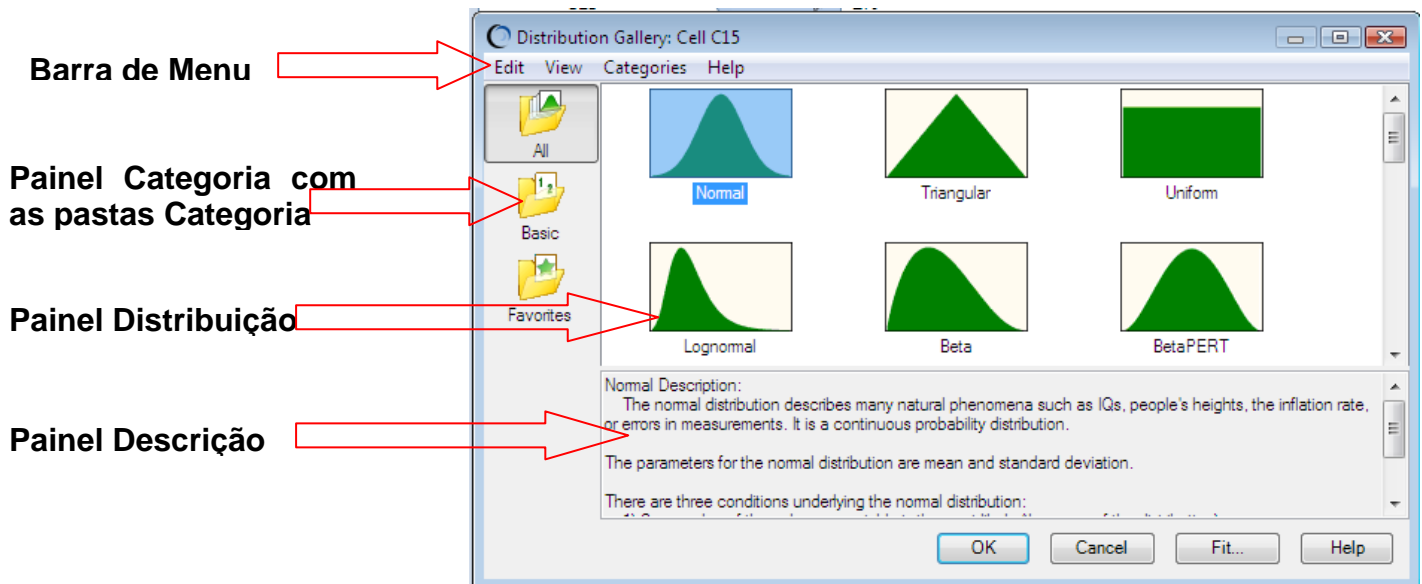 Distribution Gallery: Cell C15
Barra de Menu
Edit View Categories Help
All
Normal Triangular Uniform
Painel Categoria com
as pastas Categoria
Basic
Painel Distribuição
Favorites
Lognormal Beta BetaPERT
Painel Descrição
Normal Description:
The normal distribution describes many natural phenomena such as IQs, people's heights, the inflation rate,
or errors in measurements. It is a continuous probability distribution.
The parameters for the normal distribution are mean and standard deviation.
There are three conditions underlying the normal distribution:
OK Cancel Fit... Help